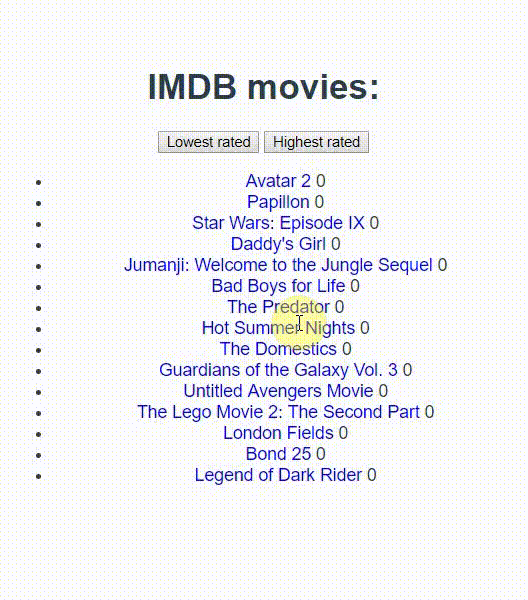 IMDB movies:
Lowest rated Highest rated
Avatar 2 0
Papillon 0
Star Wars: Episode IX 0
Daddy's Girl 0
Jumanji: Welcome to the Jungle Sequel 0
Bad Boys for Life 0
The Predator 0
Hot Summer Nights 0
The Domestics 0
Guardians of the Galaxy Vol. 3 0
Untitled Avengers Movie 0
The Lego Movie 2: The Second Part 0
London Fields 0
Bond 25 0
Legend of Dark Rider 0